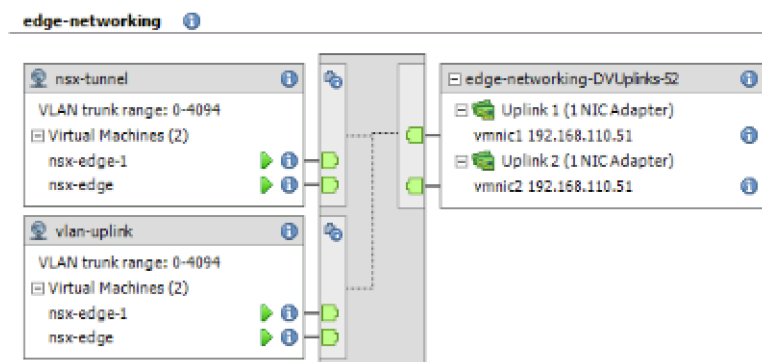 edge-networking
nsx-tunnel
VLAN trunk range: 0-4094
Virtual Machines (2)
nsx-edge-1
nsx-edge
vlan-uplink
VLAN trunk range: 0-4094
Virtual Machines (2)
nsx-edge-1
nsx-edge
edge-networking-DVUplinks-52
Uplink 1 (1 NIC Adapter)
vmnic1 192.168.110.51
Uplink 2 (1 NIC Adapter)
vmnic2 192.168.110.51